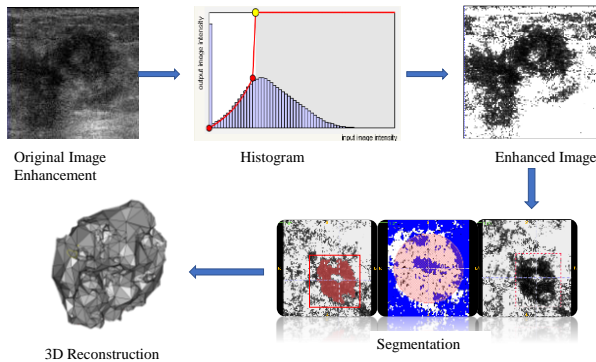 output image intensity
input image intensity
Original Image
Enhancement
Histogram
Enhanced Image
Segmentation
3D Reconstruction